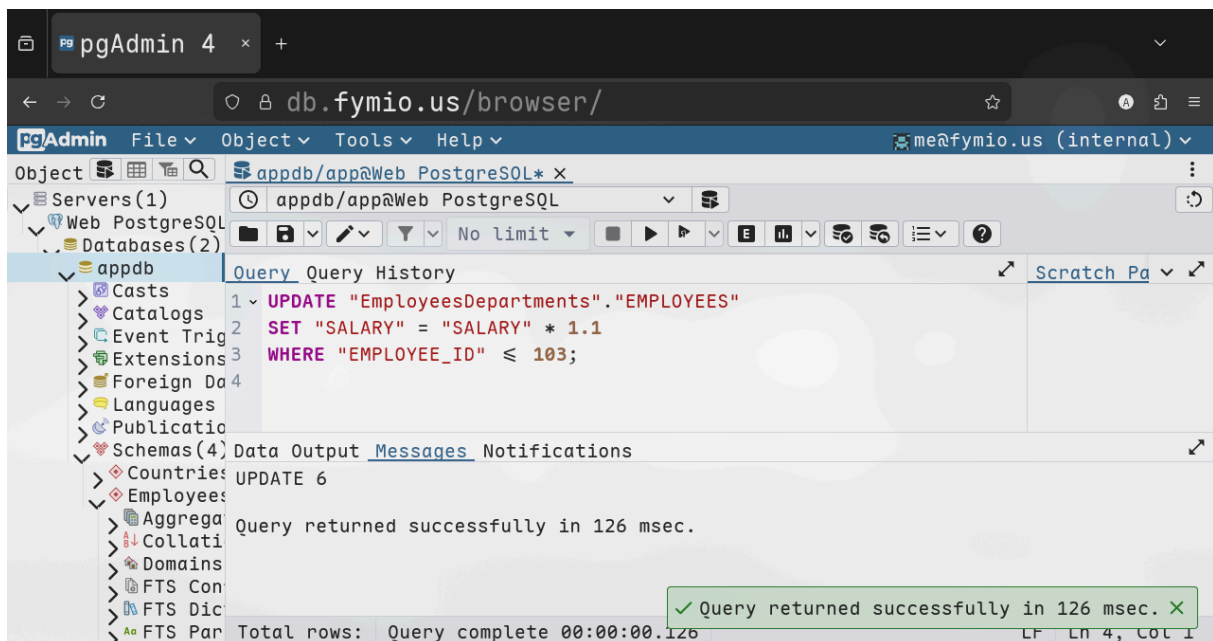 pgAdmin 4
db.fymio.us/browser/
pgAdmin File Object Tools Help me@fymio.us (internal)
Object
appdb/app@Web PostgreSQL*
Servers(1)
appdb/app@Web PostgreSQL
Web PostgreSQL
No limit
Databases(2)
appdb
Query Query History
Scratch Pa
Casts
1 UPDATE "EmployeesDepartments"."EMPLOYEES"
Catalogs
2 SET "SALARY" = "SALARY" * 1.1
Event Trig
3 WHERE "EMPLOYEE_ID" ≤ 103;
Extensions
4
Foreign Da
Languages
Publicatio
Schemas(4)
Data Output Messages Notifications
Countries
UPDATE 6
Employees
Aggrega
Query returned successfully in 126 msec.
Collati
Domains
FTS Con
FTS Dic
Query returned successfully in 126 msec.
FTS Par
Total rows: Query complete 00:00:00.126
LF Ln 4, Col 1